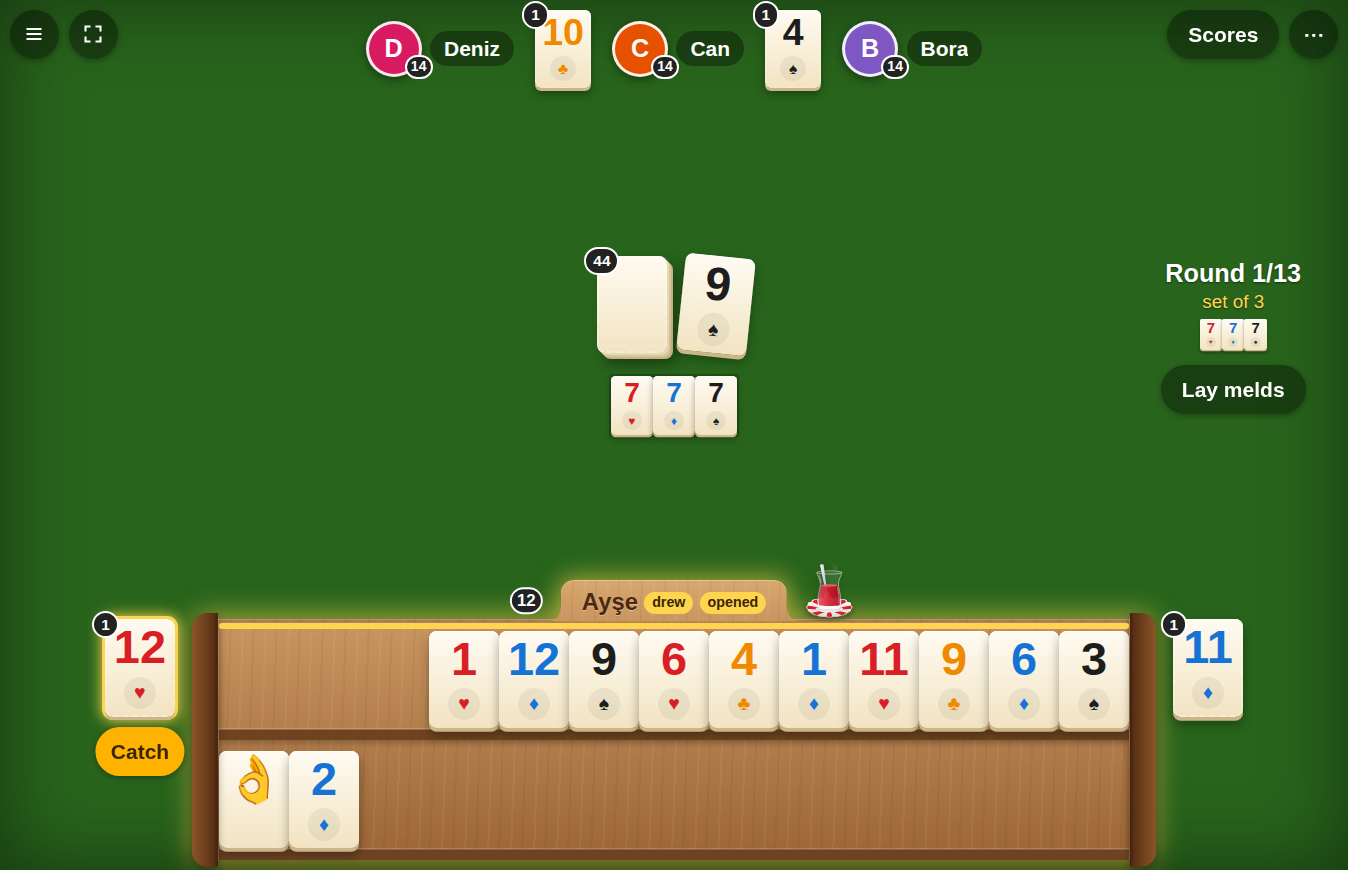 D
14
Deniz
1
10
♣
C
14
Can
1
4
♠
B
14
Bora
Scores
...
44
9
♠
7 7 7
♥ ♦ ♠
Round 1/13
set of 3
7 7 7
♥ ♦ ♠
Lay melds
12
Ayşe drew opened
1
12
♥
Catch
1 12 9 6 4 1 11 9 6 3
♥ ♦ ♠ ♥ ♣ ♦ ♥ ♣ ♦ ♠
2
♦
1
11
♦